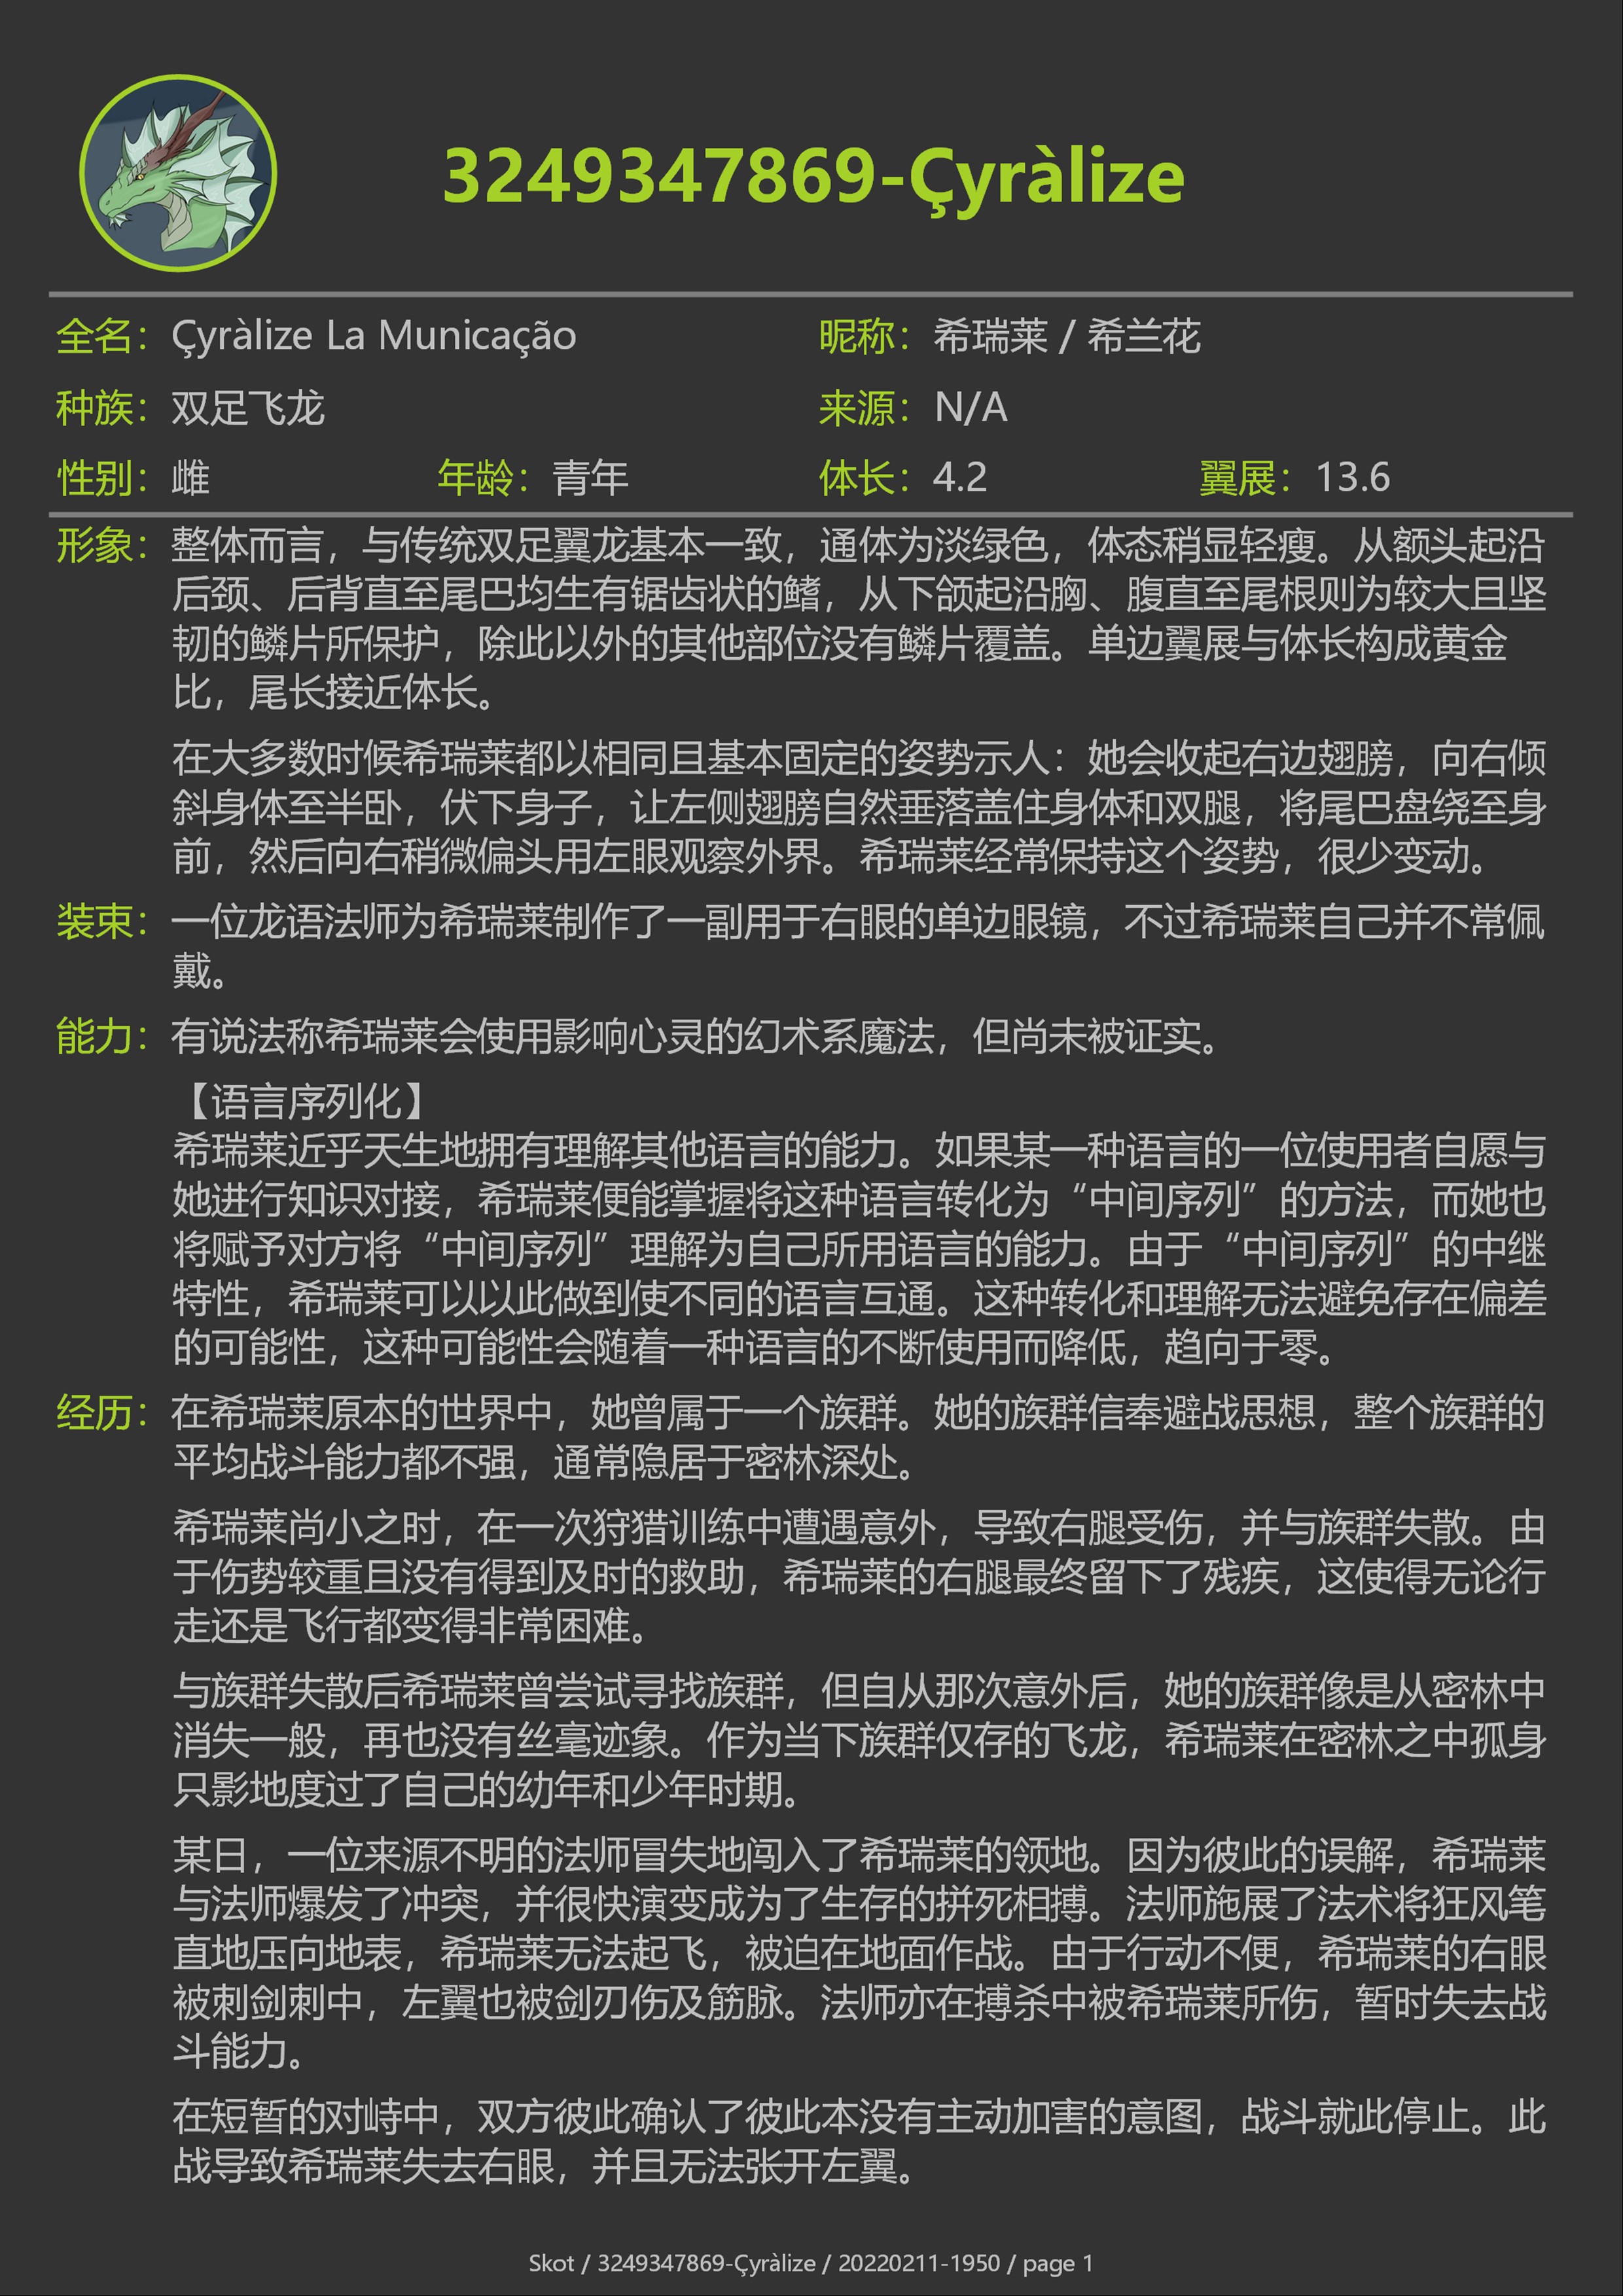 3249347869-Çyràlize
全名：Çyràlize La Municação 昵称：希瑞莱 / 希兰花
种族：双足飞龙 来源：N/A
性别：雌 年龄：青年 体长：4.2 翼展：13.6
形象：整体而言，与传统双足翼龙基本一致，通体为淡绿色，体态稍显轻瘦。从额头起沿
后颈、后背直至尾巴均生有锯齿状的鳍，从下颌起沿胸、腹直至尾根则为较大且坚
韧的鳞片所保护，除此以外的其他部位没有鳞片覆盖。单边翼展与体长构成黄金
比，尾长接近体长。
在大多数时候希瑞莱都以相同且基本固定的姿势示人：她会收起右边翅膀，向右倾
斜身体至半卧，伏下身子，让左侧翅膀自然垂落盖住身体和双腿，将尾巴盘绕至身
前，然后向右稍微偏头用左眼观察外界。希瑞莱经常保持这个姿势，很少变动。
装束：一位龙语法师为希瑞莱制作了一副用于右眼的单边眼镜，不过希瑞莱自己并不常佩
戴。
能力：有说法称希瑞莱会使用影响心灵的幻术系魔法，但尚未被证实。
【语言序列化】
希瑞莱近乎天生地拥有理解其他语言的能力。如果某一种语言的一位使用者自愿与
她进行知识对接，希瑞莱便能掌握将这种语言转化为“中间序列”的方法，而她也
将赋予对方将“中间序列”理解为自己所用语言的能力。由于“中间序列”的中继
特性，希瑞莱可以以此做到使不同的语言互通。这种转化和理解无法避免存在偏差
的可能性，这种可能性会随着一种语言的不断使用而降低，趋向于零。
经历：在希瑞莱原本的世界中，她曾属于一个族群。她的族群信奉避战思想，整个族群的
平均战斗能力都不强，通常隐居于密林深处。
希瑞莱尚小之时，在一次狩猎训练中遭遇意外，导致右腿受伤，并与族群失散。由
于伤势较重且没有得到及时的救助，希瑞莱的右腿最终留下了残疾，这使得无论行
走还是飞行都变得非常困难。
与族群失散后希瑞莱曾尝试寻找族群，但自从那次意外后，她的族群像是从密林中
消失一般，再也没有丝毫迹象。作为当下族群仅存的飞龙，希瑞莱在密林之中孤身
只影地度过了自己的幼年和少年时期。
某日，一位来源不明的法师冒失地闯入了希瑞莱的领地。因为彼此的误解，希瑞莱
与法师爆发了冲突，并很快演变成为了生存的拼死相搏。法师施展了法术将狂风笔
直地压向地表，希瑞莱无法起飞，被迫在地面作战。由于行动不便，希瑞莱的右眼
被刺剑刺中，左翼也被剑刃伤及筋脉。法师亦在搏杀中被希瑞莱所伤，暂时失去战
斗能力。
在短暂的对峙中，双方彼此确认了彼此本没有主动加害的意图，战斗就此停止。此
战导致希瑞莱失去右眼，并且无法张开左翼。
Skot / 3249347869-Çyràlize / 20220211-1950 / page 1